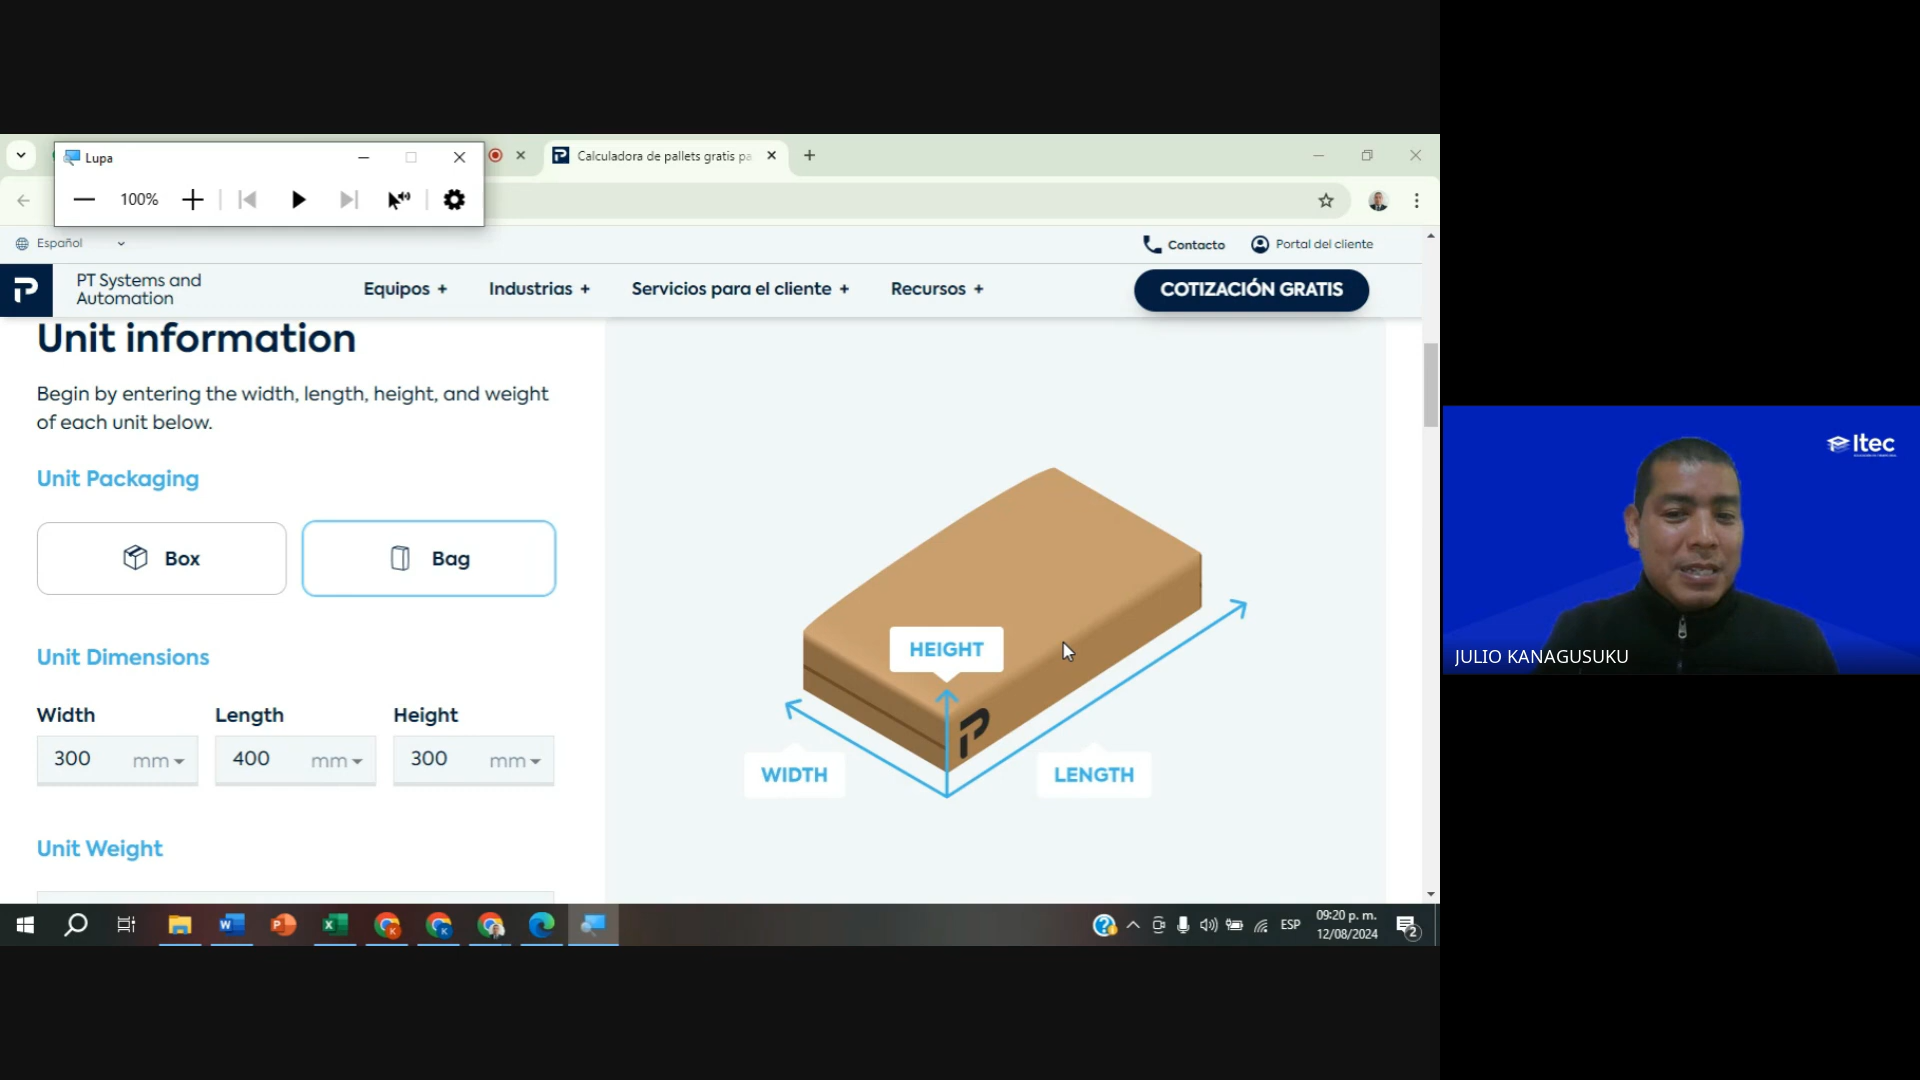 Lupa
100%
Calculadora de pallets gratis pa
Español
Contacto
Portal del cliente
PT Systems and
Automation
Equipos +
Industrias +
Servicios para el cliente +
Recursos +
COTIZACIÓN GRATIS
Unit information
Begin by entering the width, length, height, and weight
of each unit below.
Unit Packaging
Box
Bag
Unit Dimensions
Width
Length
Height
300 mm
400 mm
300 mm
Unit Weight
HEIGHT
WIDTH
LENGTH
ESP
09:20 p. m.
12/08/2024
2
Itec
JULIO KANAGUSUKU